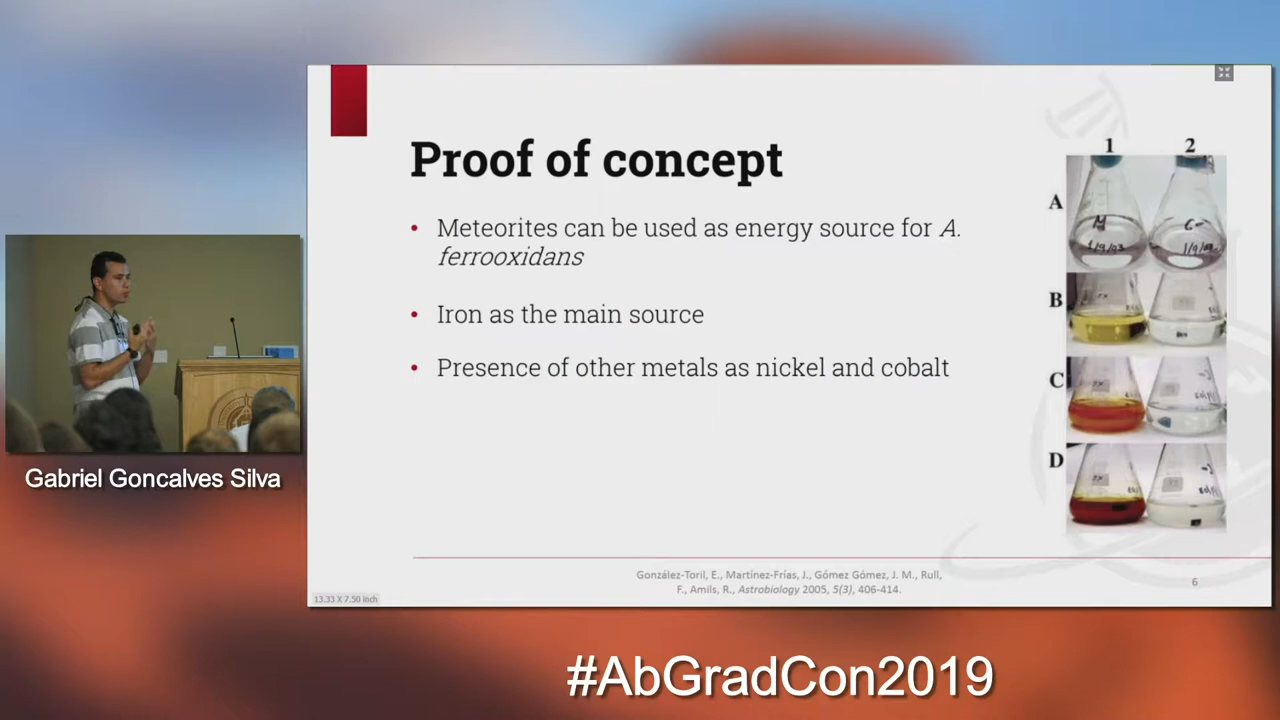 Proof of concept
• Meteorites can be used as energy source for A.
ferrooxidans
• Iron as the main source
• Presence of other metals as nickel and cobalt
1 2
A
B
C
D
González-Toril, E., Martínez-Frías, J., Gómez Gómez, J. M., Rull,
F., Amils, R., Astrobiology 2005, 5(3), 406-414.
6
13.33 X 7.50 inch
Gabriel Goncalves Silva
#AbGradCon2019